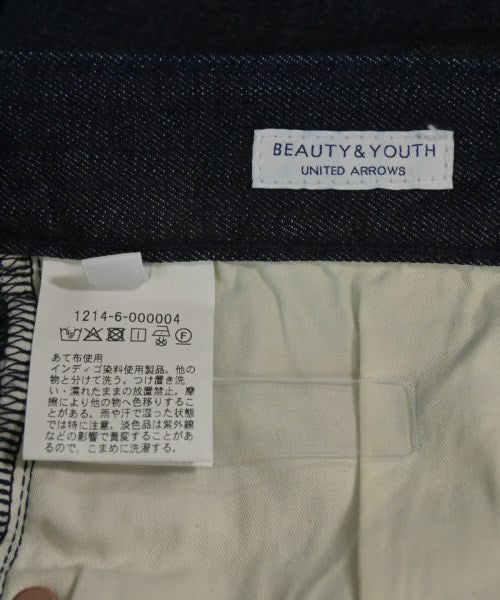 BEAUTY&YOUTH
UNITED ARROWS
1214-6-000004
あて布使用
インディゴ染料使用製品。他の
物と分けて洗う。つけ置き洗
い・濡れたままの放置禁止。摩
擦により他の物へ色移りするこ
とがある。雨や汗で湿った状態
では特に注意。淡色品は紫外線
などの影響で黄変することがあ
るので、こまめに洗濯する。